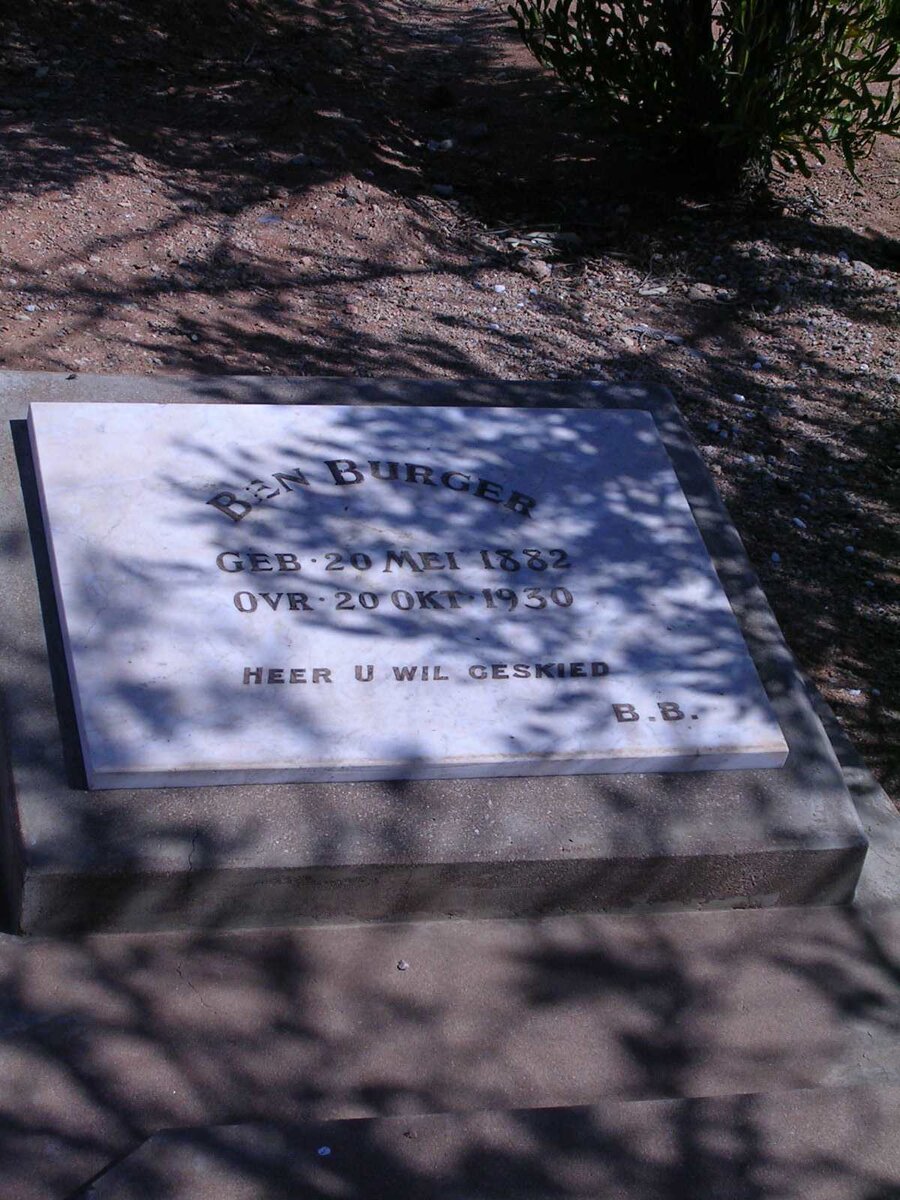 BEN BURGER
GEB · 20 MEI 1882
OVR · 20 OKT · 1930
HEER U WIL GESKIED
B.B.